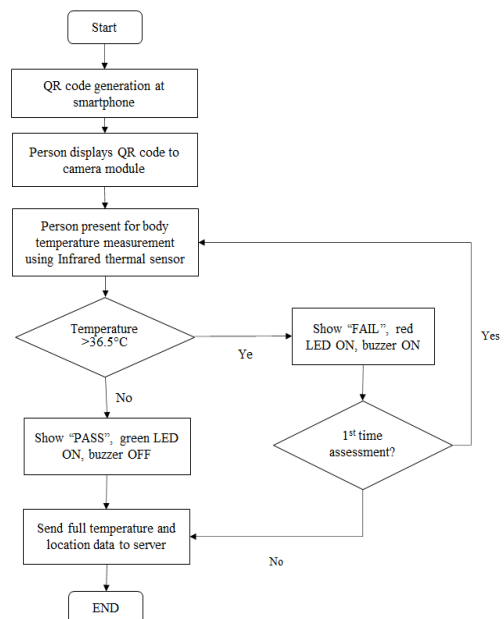 Start
QR code generation at
smartphone
Person displays QR code to
camera module
Person present for body
temperature measurement
using Infrared thermal sensor
Temperature
>36.5°C
Ye
Show “FAIL”, red
LED ON, buzzer ON
Yes
No
Show “PASS”, green LED
ON, buzzer OFF
1st time
assessment?
Send full temperature and
location data to server
No
END